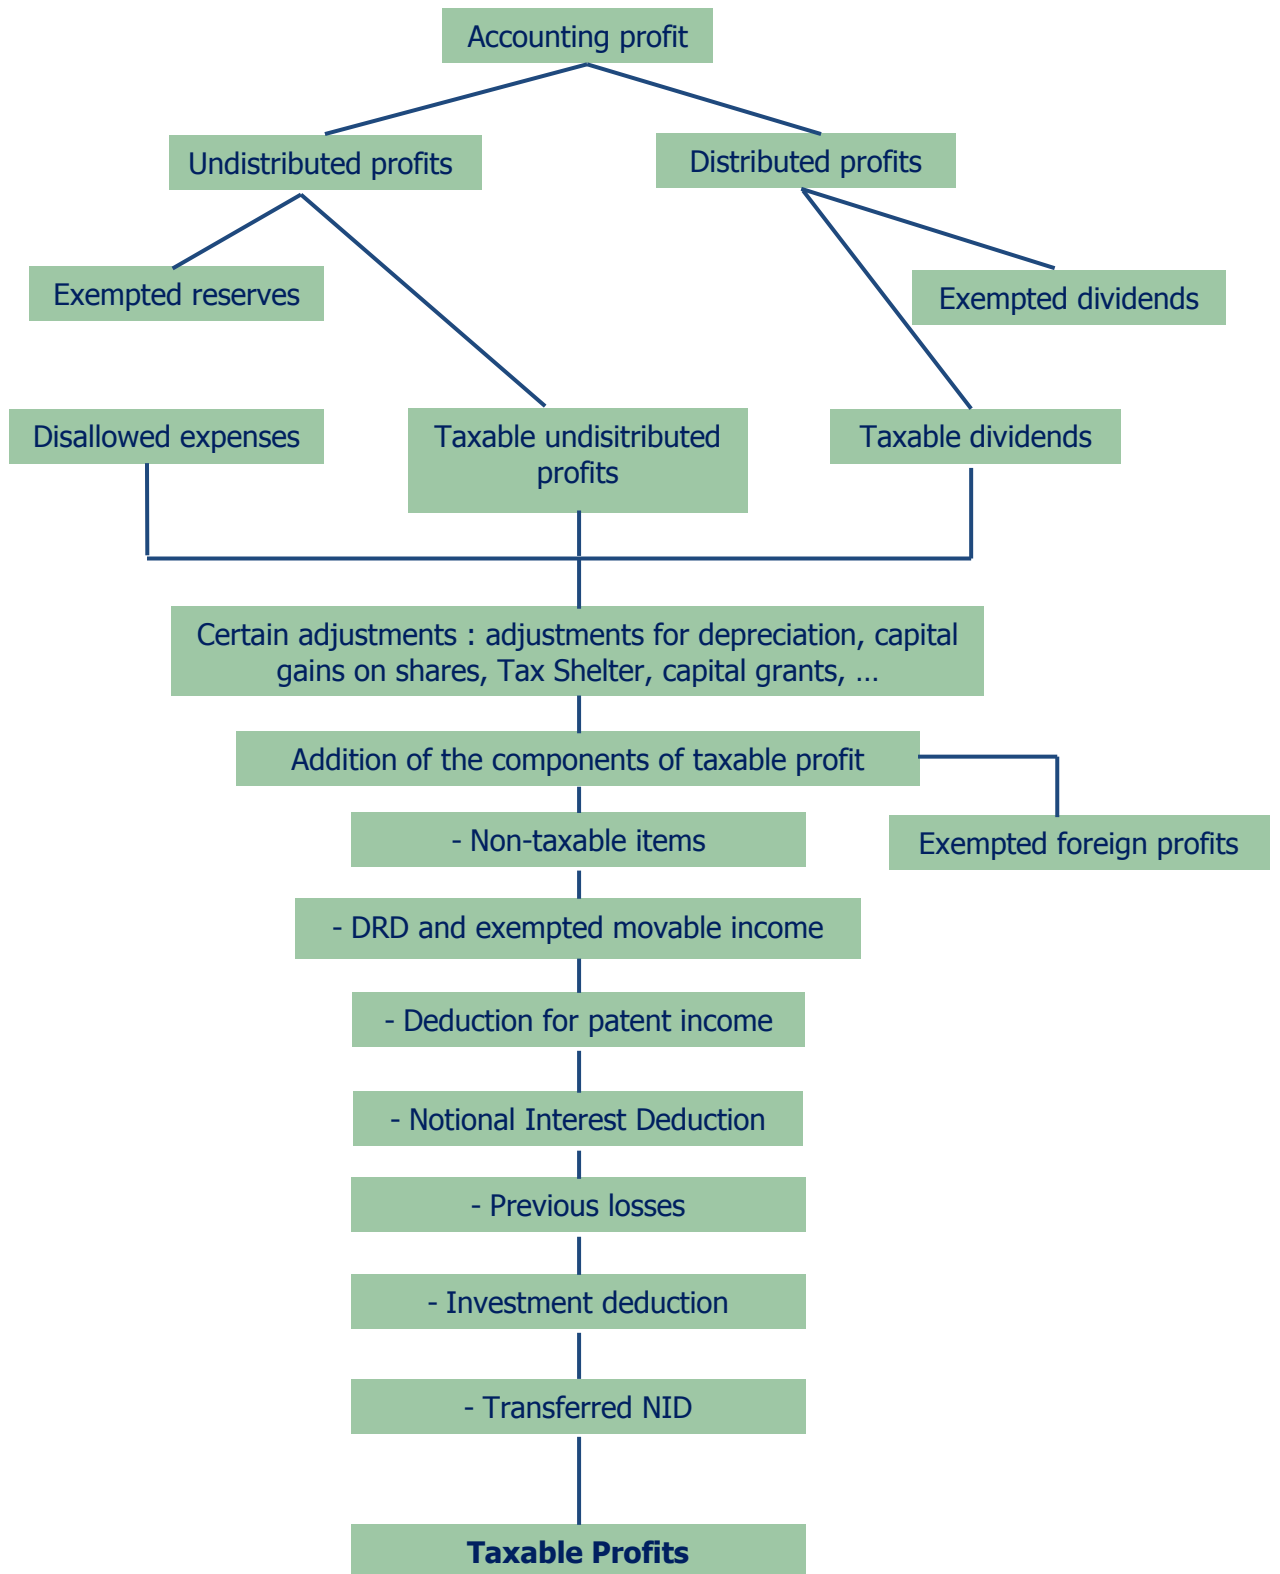 Accounting profit
Undistributed profits
Distributed profits
Exempted reserves
Exempted dividends
Disallowed expenses
Taxable undisitributed
profits
Taxable dividends
Certain adjustments : adjustments for depreciation, capital
gains on shares, Tax Shelter, capital grants, …
Addition of the components of taxable profit
- Non-taxable items
Exempted foreign profits
- DRD and exempted movable income
- Deduction for patent income
- Notional Interest Deduction
- Previous losses
- Investment deduction
- Transferred NID
Taxable Profits